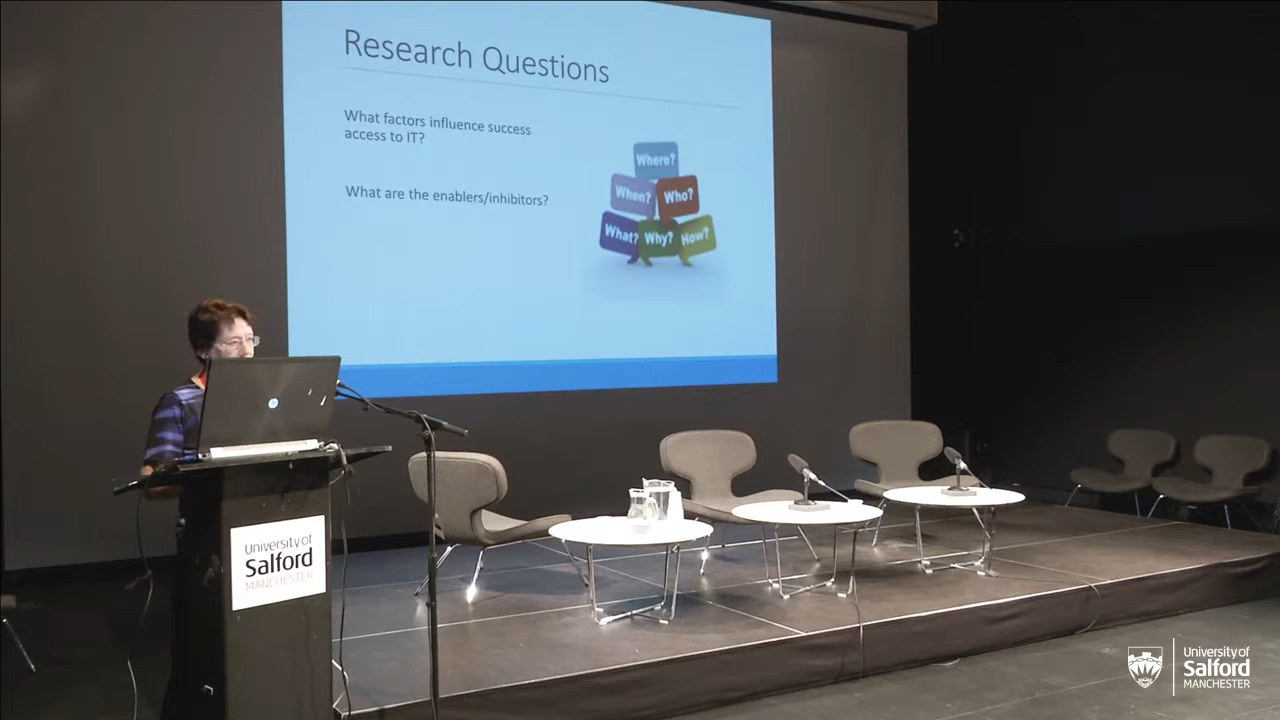 Research Questions
What factors influence success
access to IT?
What are the enablers/inhibitors?
Where?
When? Who?
What? Why? How?
University of
Salford
MANCHESTER
University of
Salford
MANCHESTER